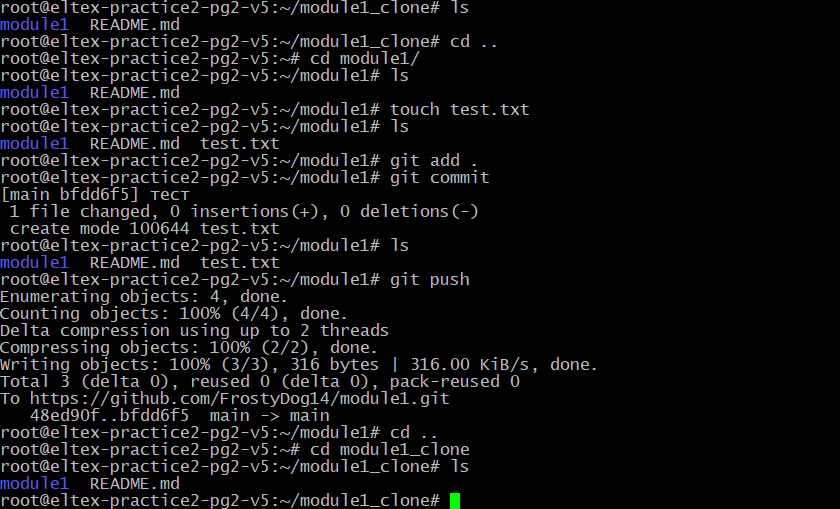 root@eltex-practice2-pg2-v5:~/module1_clone# ls
module1  README.md
root@eltex-practice2-pg2-v5:~/module1_clone# cd ..
root@eltex-practice2-pg2-v5:~# cd module1/
root@eltex-practice2-pg2-v5:~/module1# ls
module1  README.md
root@eltex-practice2-pg2-v5:~/module1# touch test.txt
root@eltex-practice2-pg2-v5:~/module1# ls
module1  README.md  test.txt
root@eltex-practice2-pg2-v5:~/module1# git add .
root@eltex-practice2-pg2-v5:~/module1# git commit
[main bfdd6f5] тест
 1 file changed, 0 insertions(+), 0 deletions(-)
 create mode 100644 test.txt
root@eltex-practice2-pg2-v5:~/module1# ls
module1  README.md  test.txt
root@eltex-practice2-pg2-v5:~/module1# git push
Enumerating objects: 4, done.
Counting objects: 100% (4/4), done.
Delta compression using up to 2 threads
Compressing objects: 100% (2/2), done.
Writing objects: 100% (3/3), 316 bytes | 316.00 KiB/s, done.
Total 3 (delta 0), reused 0 (delta 0), pack-reused 0
To https://github.com/FrostyDog14/module1.git
   48ed90f..bfdd6f5  main -> main
root@eltex-practice2-pg2-v5:~/module1# cd ..
root@eltex-practice2-pg2-v5:~# cd module1_clone
root@eltex-practice2-pg2-v5:~/module1_clone# ls
module1  README.md
root@eltex-practice2-pg2-v5:~/module1_clone#